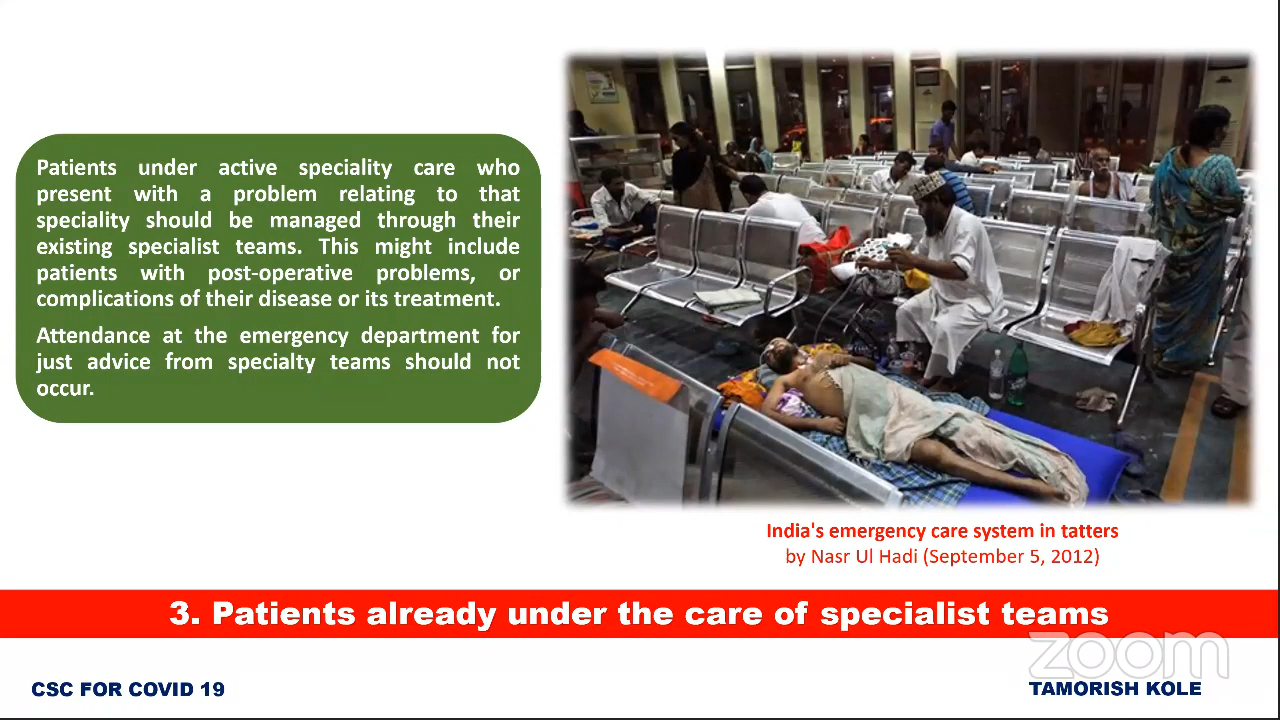 Patients under active speciality care who
present with a problem relating to that
speciality should be managed through their
existing specialist teams. This might include
patients with post-operative problems, or
complications of their disease or its treatment.
Attendance at the emergency department for
just advice from specialty teams should not
occur.
India's emergency care system in tatters
by Nasr Ul Hadi (September 5, 2012)
3. Patients already under the care of specialist teams
zoom
CSC FOR COVID 19
TAMORISH KOLE